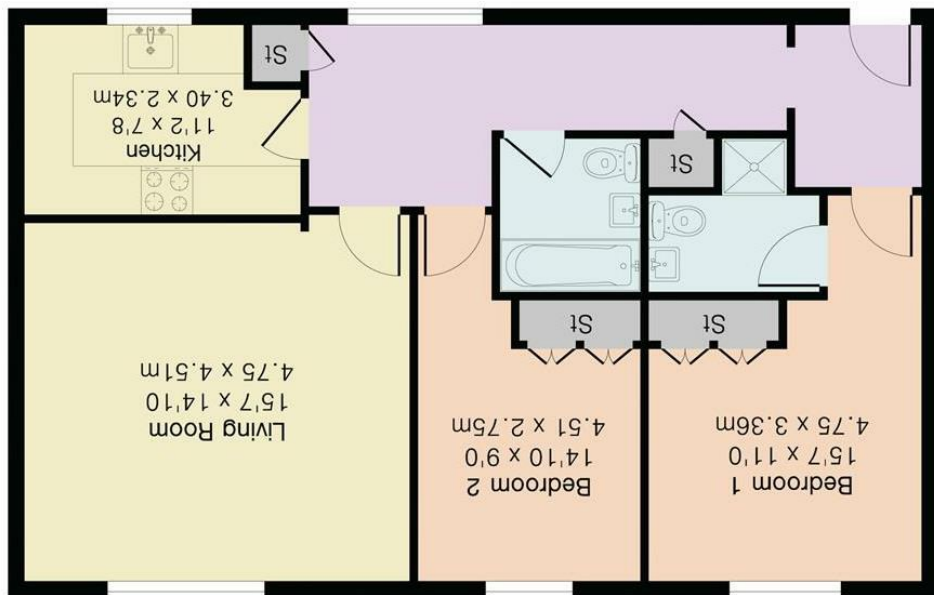 Bedroom 1
15'7 x 11'0
4.75 x 3.36m
Bedroom 2
14'10 x 9'0
4.51 x 2.75m
Living Room
15'7 x 14'10
4.75 x 4.51m
St
St
St
Kitchen
11'2 x 7'8
3.40 x 2.34m
St